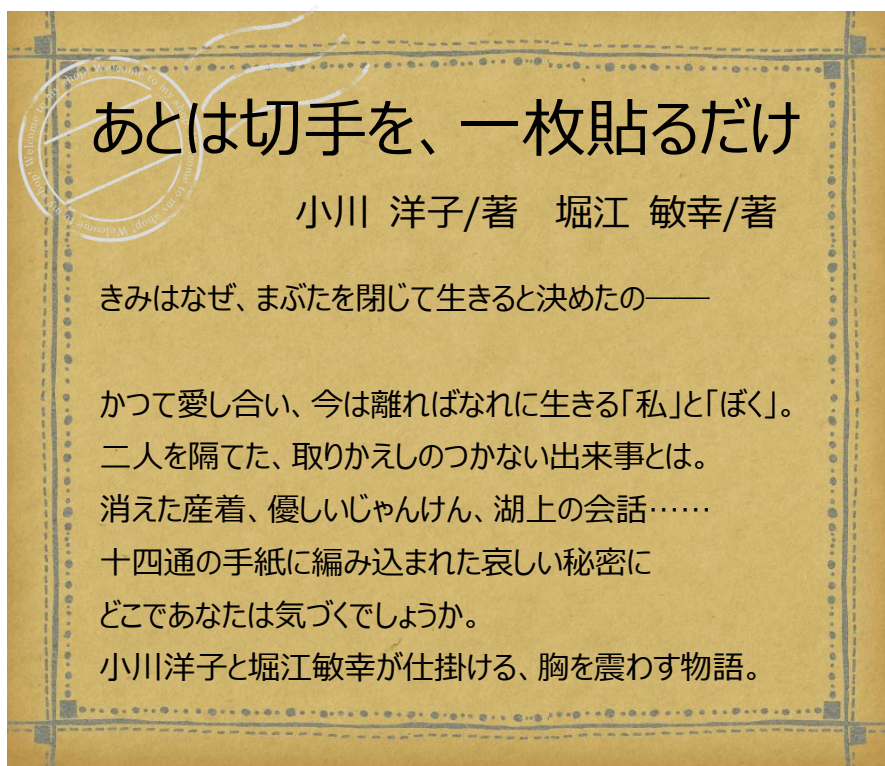 あとは切手を、一枚貼るだけ
小川 洋子/著　堀江 敏幸/著
きみはなぜ、まぶたを閉じて生きると決めたの――
かつて愛し合い、今は離ればなれに生きる「私」と「ぼく」。
二人を隔てた、取りかえしのつかない出来事とは。
消えた産着、優しいじゃんけん、湖上の会話……
十四通の手紙に編み込まれた哀しい秘密に
どこであなたは気づくでしょうか。
小川洋子と堀江敏幸が仕掛ける、胸を震わす物語。
Welcome to my shop!